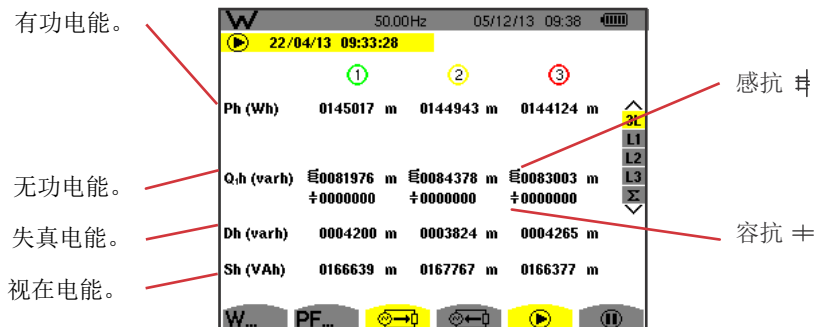 有功电能。
无功电能。
失真电能。
视在电能。
W 50.00Hz 05/12/13 09:38
22/04/13 09:33:28
1 2 3
Ph (Wh) 0145017 m 0144943 m 0144124 m
Q₁h (varh) 0081976 m 0084378 m 0083003 m
0000000 0000000 0000000
Dh (varh) 0004200 m 0003824 m 0004265 m
Sh (VAh) 0166639 m 0167767 m 0166377 m
3L
L1
L2
L3
Σ
W... PF...
感抗
容抗